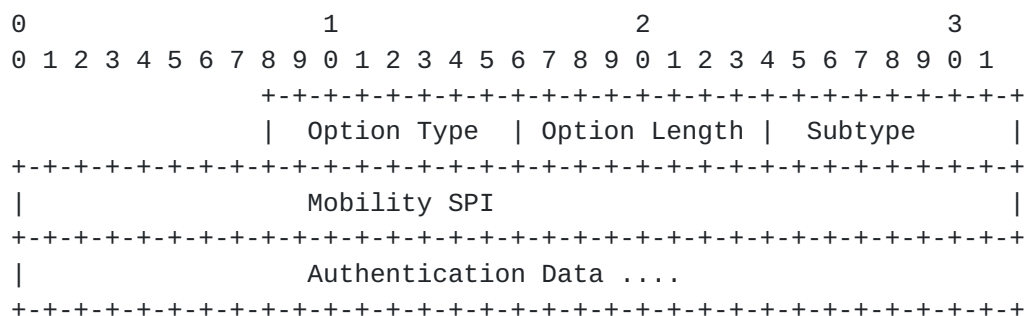 0                   1                   2                   3
0 1 2 3 4 5 6 7 8 9 0 1 2 3 4 5 6 7 8 9 0 1 2 3 4 5 6 7 8 9 0 1
                +-+-+-+-+-+-+-+-+-+-+-+-+-+-+-+-+-+-+-+-+-+-+-+-+
                |  Option Type  | Option Length |  Subtype      |
+-+-+-+-+-+-+-+-+-+-+-+-+-+-+-+-+-+-+-+-+-+-+-+-+-+-+-+-+-+-+-+-+
|                  Mobility SPI                                 |
+-+-+-+-+-+-+-+-+-+-+-+-+-+-+-+-+-+-+-+-+-+-+-+-+-+-+-+-+-+-+-+-+
|                  Authentication Data ....
+-+-+-+-+-+-+-+-+-+-+-+-+-+-+-+-+-+-+-+-+-+-+-+-+-+-+-+-+-+-+-+-+